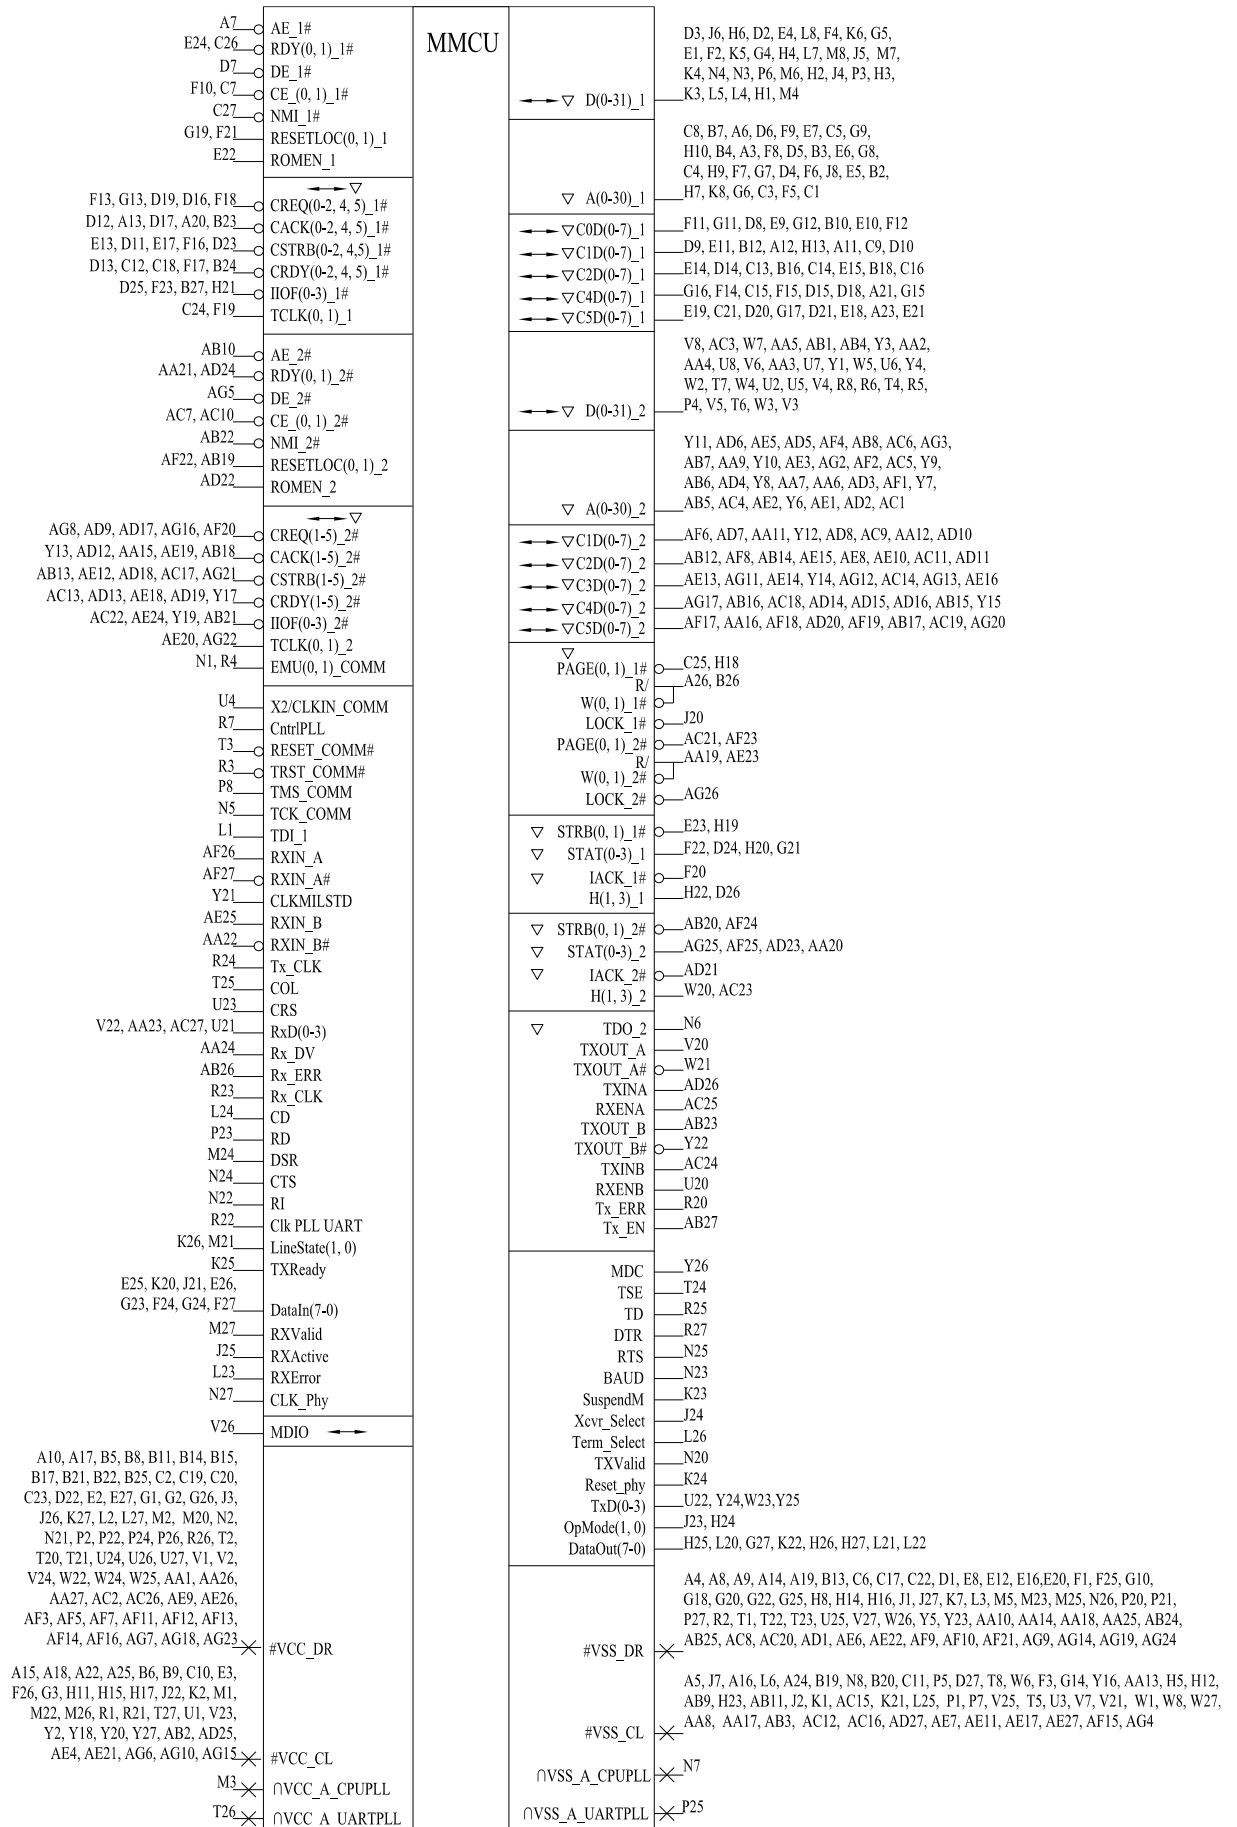 MMCU
A7 AE_1#
E24, C26 RDY(0, 1)_1#
D7 DE_1#
F10, C7 CE_(0, 1)_1#
C27 NMI_1#
G19, F21 RESETLOC(0, 1)_1
E22 ROMEN_1
F13, G13, D19, D16, F18 CREQ(0-2, 4, 5)_1#
D12, A13, D17, A20, B23 CACK(0-2, 4, 5)_1#
E13, D11, E17, F16, D23 CSTRB(0-2, 4,5)_1#
D13, C12, C18, F17, B24 CRDY(0-2, 4, 5)_1#
D25, F23, B27, H21 IIOF(0-3)_1#
C24, F19 TCLK(0, 1)_1
AB10 AE_2#
AA21, AD24 RDY(0, 1)_2#
AG5 DE_2#
AC7, AC10 CE_(0, 1)_2#
AB22 NMI_2#
AF22, AB19 RESETLOC(0, 1)_2
AD22 ROMEN_2
AG8, AD9, AD17, AG16, AF20 CREQ(1-5)_2#
Y13, AD12, AA15, AE19, AB18 CACK(1-5)_2#
AB13, AE12, AD18, AC17, AG21 CSTRB(1-5)_2#
AC13, AD13, AE18, AD19, Y17 CRDY(1-5)_2#
AC22, AE24, Y19, AB21 IIOF(0-3)_2#
AE20, AG22 TCLK(0, 1)_2
N1, R4 EMU(0, 1)_COMM
U4 X2/CLKIN_COMM
R7 CntrlPLL
T3 RESET_COMM#
R3 TRST_COMM#
P8 TMS_COMM
N5 TCK_COMM
L1 TDI_1
AF26 RXIN_A
AF27 RXIN_A#
Y21 CLKMILSTD
AE25 RXIN_B
AA22 RXIN_B#
R24 Tx_CLK
T25 COL
U23 CRS
V22, AA23, AC27, U21 RxD(0-3)
AA24 Rx_DV
AB26 Rx_ERR
R23 Rx_CLK
L24 CD
P23 RD
M24 DSR
N24 CTS
N22 RI
R22 Clk PLL UART
K26, M21 LineState(1, 0)
K25 TXReady
E25, K20, J21, E26,
G23, F24, G24, F27 DataIn(7-0)
M27 RXValid
J25 RXActive
L23 RXError
N27 CLK_Phy
V26 MDIO
A10, A17, B5, B8, B11, B14, B15,
B17, B21, B22, B25, C2, C19, C20,
C23, D22, E2, E27, G1, G2, G26, J3,
J26, K27, L2, L27, M2, M20, N2,
N21, P2, P22, P24, P26, R26, T2,
T20, T21, U24, U26, U27, V1, V2,
V24, W22, W24, W25, AA1, AA26,
AA27, AC2, AC26, AE9, AE26,
AF3, AF5, AF7, AF11, AF12, AF13,
AF14, AF16, AG7, AG18, AG23 #VCC_DR
A15, A18, A22, A25, B6, B9, C10, E3,
F26, G3, H11, H15, H17, J22, K2, M1,
M22, M26, R1, R21, T27, U1, V23,
Y2, Y18, Y20, Y27, AB2, AD25,
AE4, AE21, AG6, AG10, AG15 #VCC_CL
M3 ∩VCC_A_CPUPLL
T26 ∩VCC_A_UARTPLL
D3, J6, H6, D2, E4, L8, F4, K6, G5,
E1, F2, K5, G4, H4, L7, M8, J5, M7,
K4, N4, N3, P6, M6, H2, J4, P3, H3,
D(0-31)_1 K3, L5, L4, H1, M4
C8, B7, A6, D6, F9, E7, C5, G9,
H10, B4, A3, F8, D5, B3, E6, G8,
C4, H9, F7, G7, D4, F6, J8, E5, B2,
A(0-30)_1 H7, K8, G6, C3, F5, C1
C0D(0-7)_1 F11, G11, D8, E9, G12, B10, E10, F12
C1D(0-7)_1 D9, E11, B12, A12, H13, A11, C9, D10
C2D(0-7)_1 E14, D14, C13, B16, C14, E15, B18, C16
C4D(0-7)_1 G16, F14, C15, F15, D15, D18, A21, G15
C5D(0-7)_1 E19, C21, D20, G17, D21, E18, A23, E21
V8, AC3, W7, AA5, AB1, AB4, Y3, AA2,
AA4, U8, V6, AA3, U7, Y1, W5, U6, Y4,
W2, T7, W4, U2, U5, V4, R8, R6, T4, R5,
D(0-31)_2 P4, V5, T6, W3, V3
Y11, AD6, AE5, AD5, AF4, AB8, AC6, AG3,
AB7, AA9, Y10, AE3, AG2, AF2, AC5, Y9,
AB6, AD4, Y8, AA7, AA6, AD3, AF1, Y7,
A(0-30)_2 AB5, AC4, AE2, Y6, AE1, AD2, AC1
C1D(0-7)_2 AF6, AD7, AA11, Y12, AD8, AC9, AA12, AD10
C2D(0-7)_2 AB12, AF8, AB14, AE15, AE8, AE10, AC11, AD11
C3D(0-7)_2 AE13, AG11, AE14, Y14, AG12, AC14, AG13, AE16
C4D(0-7)_2 AG17, AB16, AC18, AD14, AD15, AD16, AB15, Y15
C5D(0-7)_2 AF17, AA16, AF18, AD20, AF19, AB17, AC19, AG20
PAGE(0, 1)_1# C25, H18
R/ A26, B26
W(0, 1)_1#
LOCK_1# J20
PAGE(0, 1)_2# AC21, AF23
R/ AA19, AE23
W(0, 1)_2#
LOCK_2# AG26
STRB(0, 1)_1# E23, H19
STAT(0-3)_1 F22, D24, H20, G21
IACK_1# F20
H(1, 3)_1 H22, D26
STRB(0, 1)_2# AB20, AF24
STAT(0-3)_2 AG25, AF25, AD23, AA20
IACK_2# AD21
H(1, 3)_2 W20, AC23
TDO_2 N6
TXOUT_A V20
TXOUT_A# W21
TXINA AD26
RXENA AC25
TXOUT_B AB23
TXOUT_B# Y22
TXINB AC24
RXENB U20
Tx_ERR R20
Tx_EN AB27
MDC Y26
TSE T24
TD R25
DTR R27
RTS N25
BAUD N23
SuspendM K23
Xcvr_Select J24
Term_Select L26
TXValid N20
Reset_phy K24
TxD(0-3) U22, Y24,W23,Y25
OpMode(1, 0) J23, H24
DataOut(7-0) H25, L20, G27, K22, H26, H27, L21, L22
A4, A8, A9, A14, A19, B13, C6, C17, C22, D1, E8, E12, E16,E20, F1, F25, G10,
G18, G20, G22, G25, H8, H14, H16, J1, J27, K7, L3, M5, M23, M25, N26, P20, P21,
P27, R2, T1, T22, T23, U25, V27, W26, Y5, Y23, AA10, AA14, AA18, AA25, AB24,
#VSS_DR AB25, AC8, AC20, AD1, AE6, AE22, AF9, AF10, AF21, AG9, AG14, AG19, AG24
A5, J7, A16, L6, A24, B19, N8, B20, C11, P5, D27, T8, W6, F3, G14, Y16, AA13, H5, H12,
AB9, H23, AB11, J2, K1, AC15, K21, L25, P1, P7, V25, T5, U3, V7, V21, W1, W8, W27,
#VSS_CL AA8, AA17, AB3, AC12, AC16, AD27, AE7, AE11, AE17, AE27, AF15, AG4
∩VSS_A_CPUPLL N7
∩VSS_A_UARTPLL P25